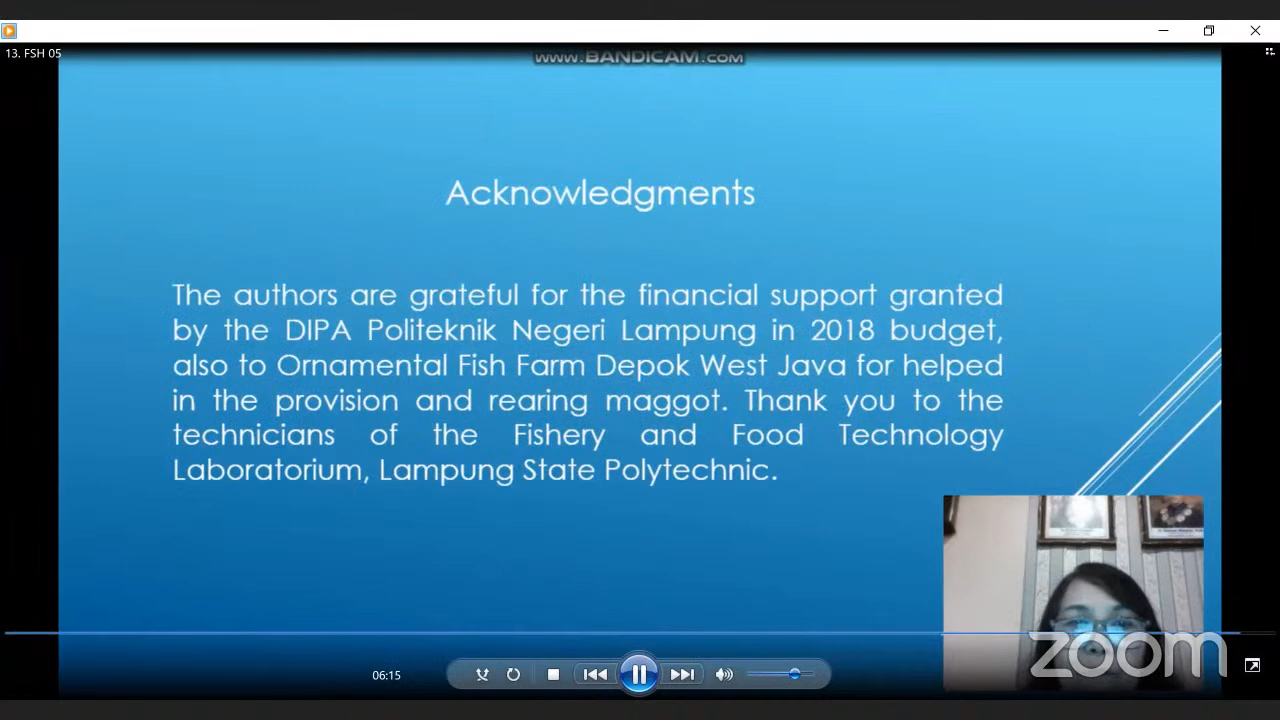 13. FSH 05
www.BANDICAM.com
Acknowledgments
The authors are grateful for the financial support granted
by the DIPA Politeknik Negeri Lampung in 2018 budget,
also to Ornamental Fish Farm Depok West Java for helped
in the provision and rearing maggot. Thank you to the
technicians of the Fishery and Food Technology
Laboratorium, Lampung State Polytechnic.
06:15
zoom